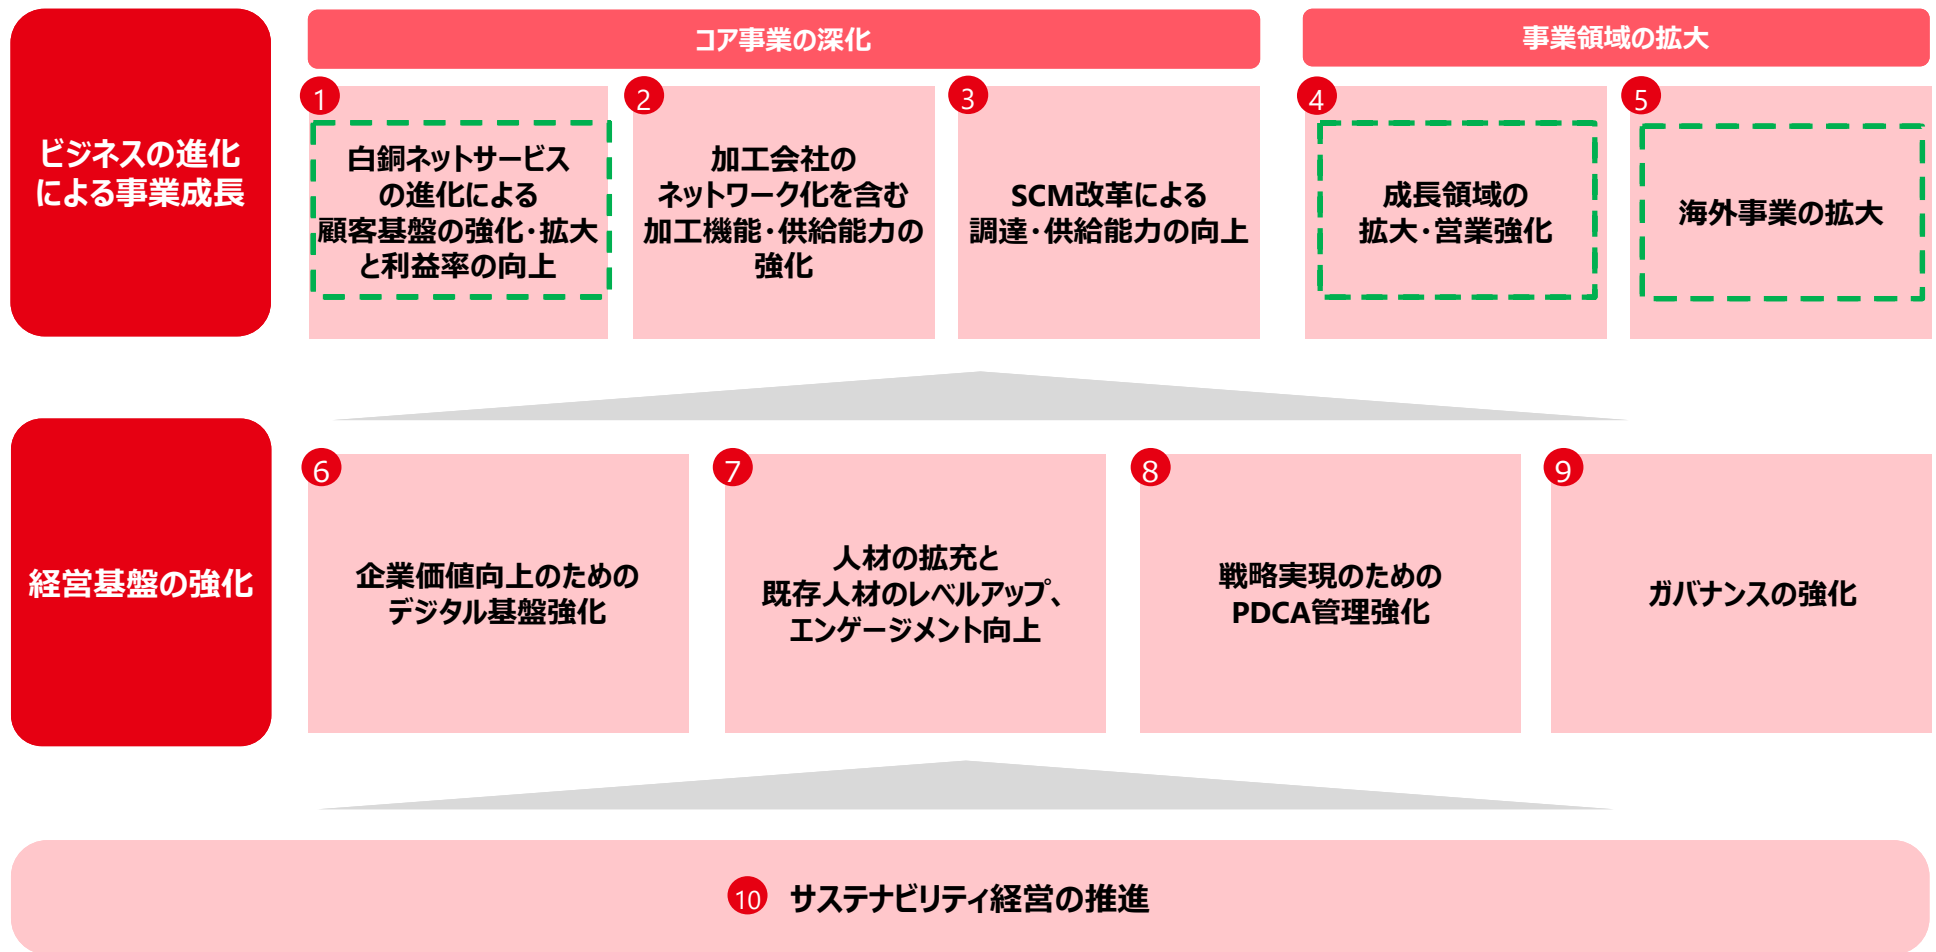 コア事業の深化
事業領域の拡大
ビジネスの進化
による事業成長
1
白銅ネットサービス
の進化による
顧客基盤の強化・拡大
と利益率の向上
2
加工会社の
ネットワーク化を含む
加工機能・供給能力の
強化
3
SCM改革による
調達・供給能力の向上
4
成長領域の
拡大・営業強化
5
海外事業の拡大
経営基盤の強化
6
企業価値向上のための
デジタル基盤強化
7
人材の拡充と
既存人材のレベルアップ、
エンゲージメント向上
8
戦略実現のための
PDCA管理強化
9
ガバナンスの強化
10 サステナビリティ経営の推進